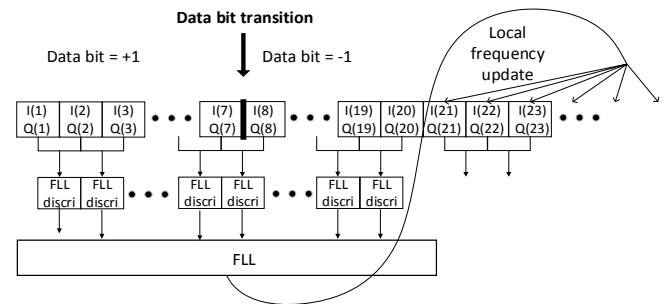 Data bit transition
Data bit = +1
Data bit = -1
Local
frequency
update
I(1) I(2) I(3) I(7) I(8) I(19) I(20) I(21) I(22) I(23)
Q(1) Q(2) Q(3) Q(7) Q(8) Q(19) Q(20) Q(21) Q(22) Q(23)
FLL FLL FLL FLL FLL FLL
discri discri discri discri discri discri
FLL